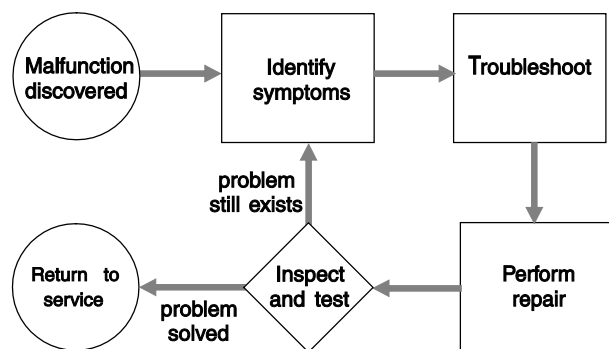 Malfunction
discovered
Identify
symptoms
Troubleshoot
problem
still exists
Return to
service
problem
solved
Inspect
and test
Perform
repair